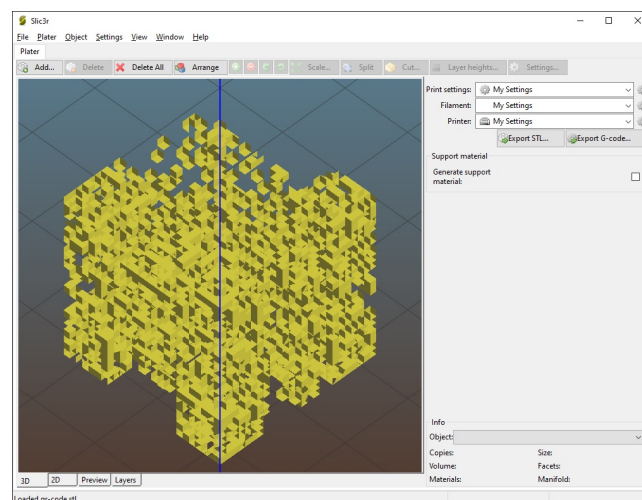 Slic3r
File Plater Object Settings View Window Help
Plater
Add... Delete Delete All Arrange Scale... Split Cut... Layer heights... Settings...
Print settings: My Settings
Filament: My Settings
Printer: My Settings
Export STL... Export G-code...
Support material
Generate support
material:
Info
Object:
Copies: Size:
Volume: Facets:
Materials: Manifold:
3D 2D Preview Layers
Loaded qr-code.stl